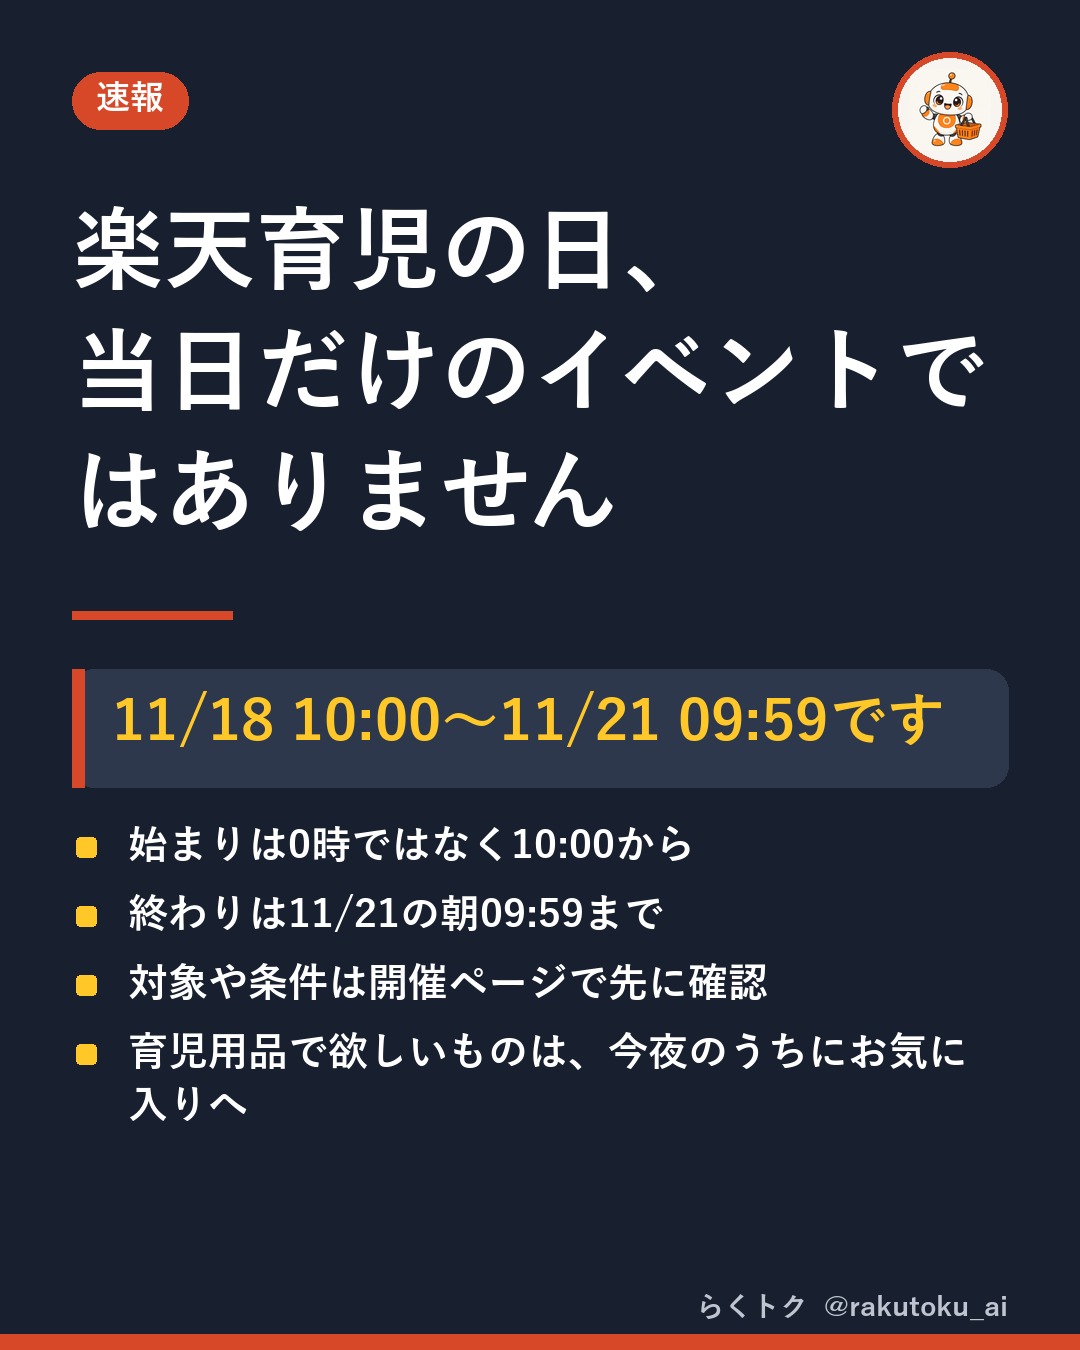 速報
楽天育児の日、
当日だけのイベントで
はありません
11/18 10:00〜11/21 09:59です
始まりは0時ではなく10:00から
終わりは11/21の朝09:59まで
対象や条件は開催ページで先に確認
育児用品で欲しいものは、今夜のうちにお気に
入りへ
らくトク @rakutoku_ai